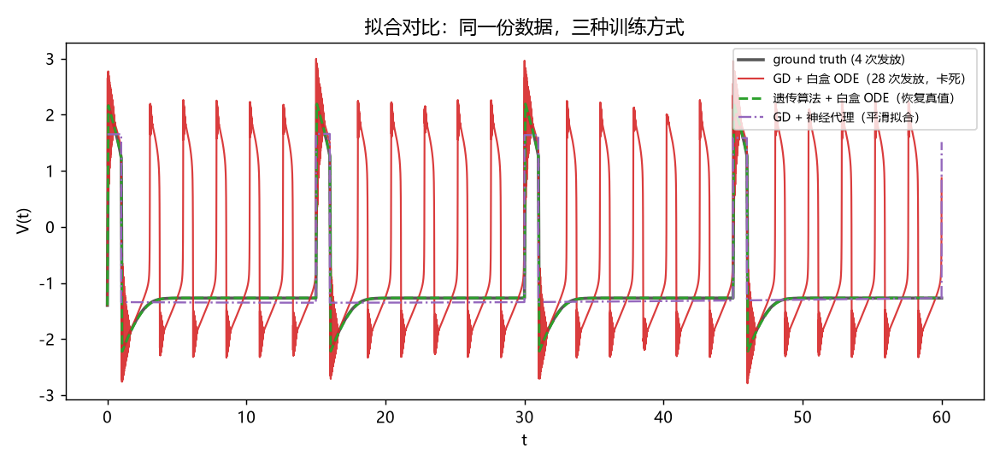 拟合对比：同一份数据，三种训练方式
ground truth (4 次发放)
GD + 白盒 ODE（28 次发放，卡死）
遗传算法 + 白盒 ODE（恢复真值）
GD + 神经代理（平滑拟合）
V(t)
3
2
1
0
-1
-2
-3
0
10
20
30
40
50
60
t